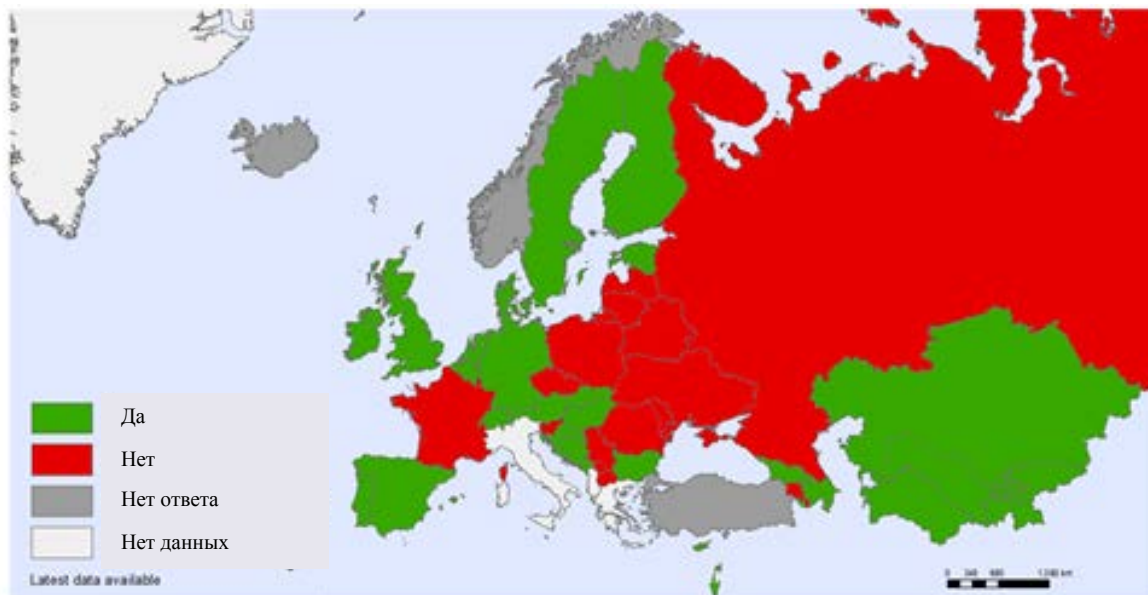 Да
Нет
Нет ответа
Нет данных
Latest data available